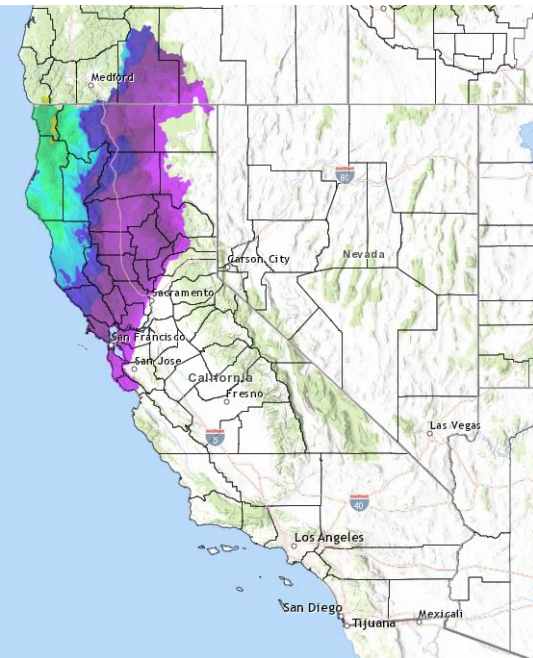 Medford
80
Nevada
Carson City
Sacramento
San Francisco
San Jose
California
Fresno
5
Las Vegas
40
Los Angeles
San Diego
Mexicali
Tijuana